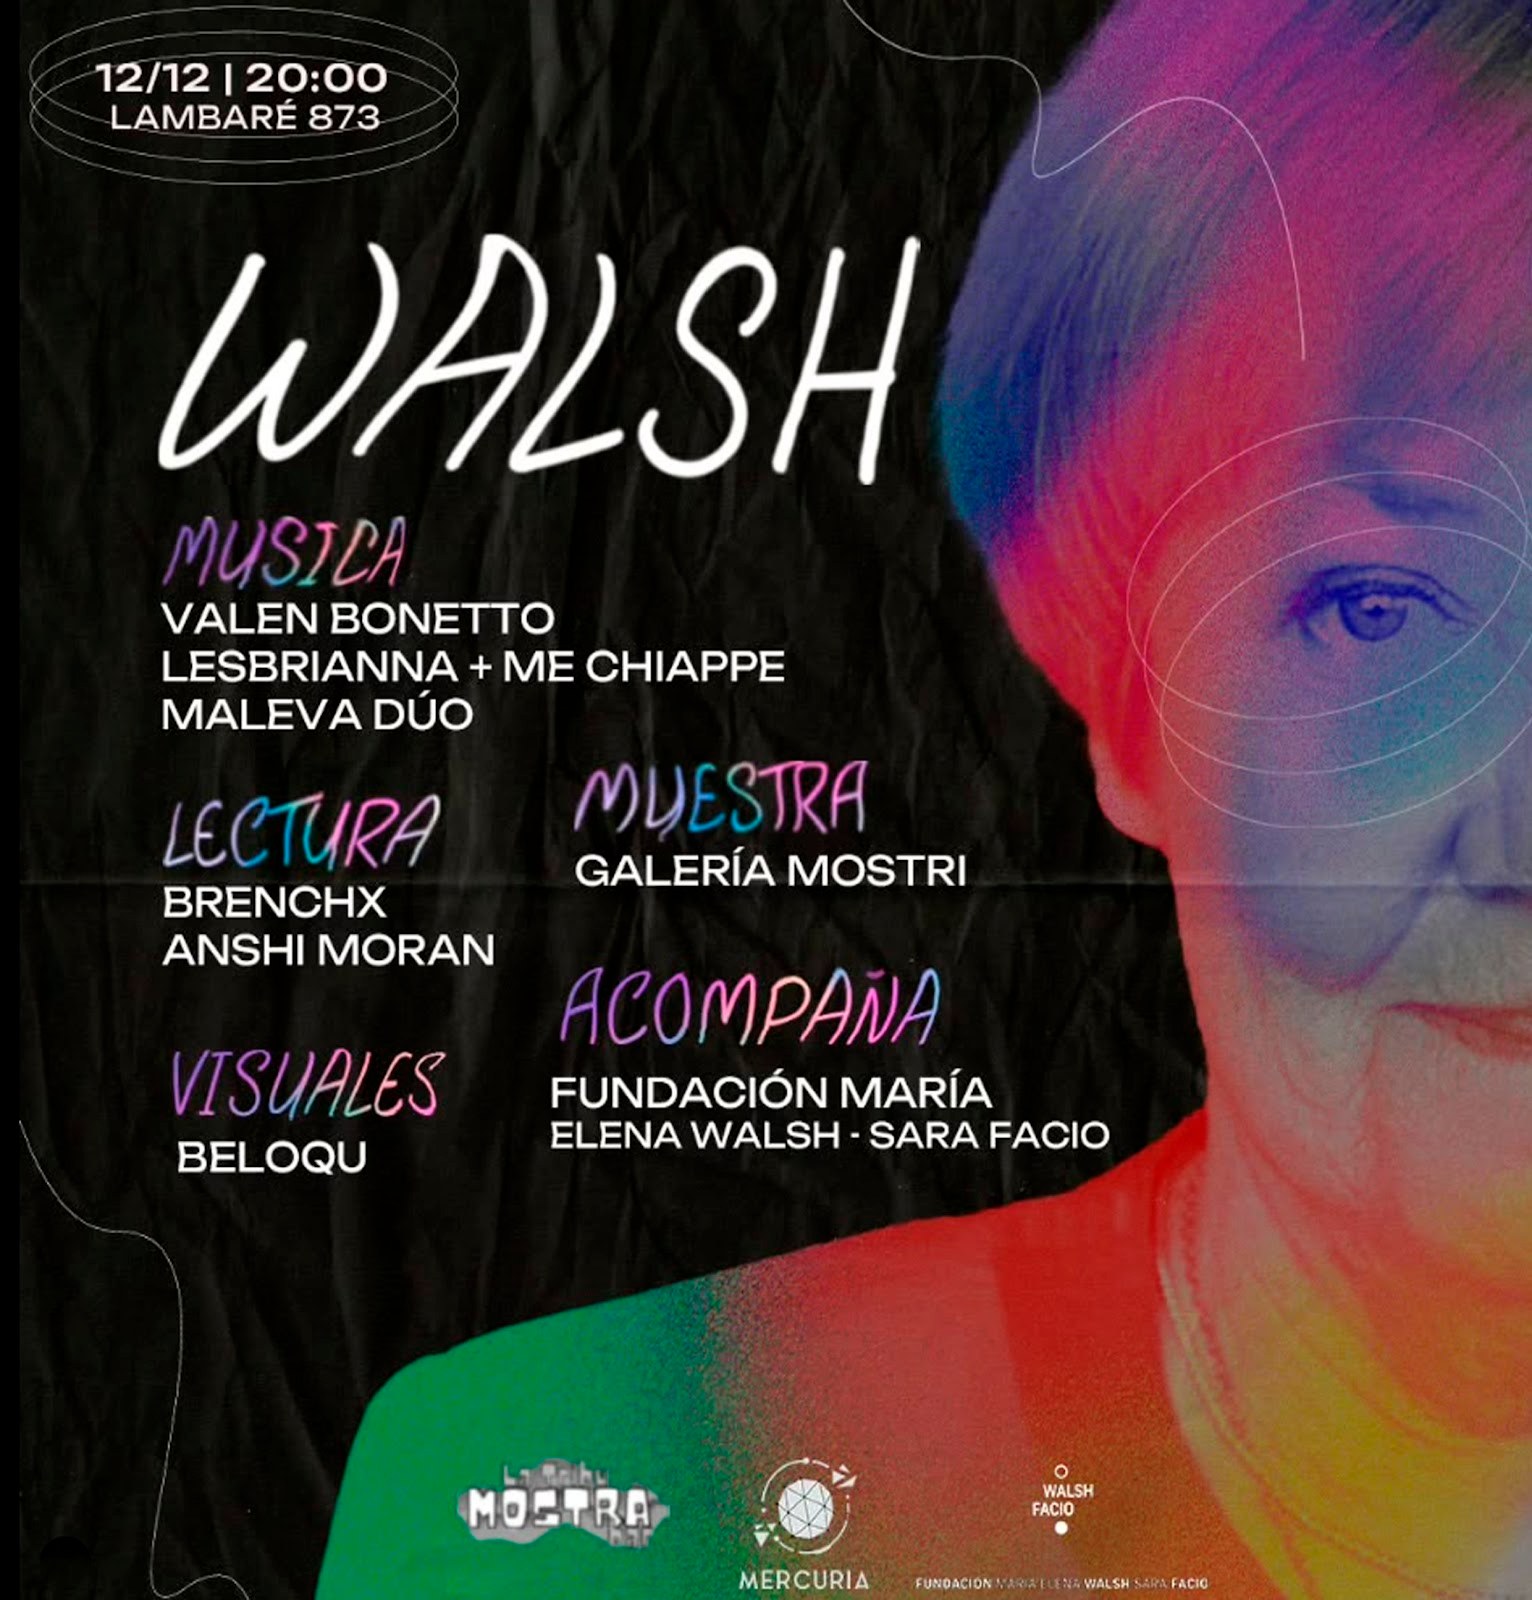 12/12 | 20:00
LAMBARÉ 873
WALSH
MUSICA
VALEN BONETTO
LESBRIANNA + ME CHIAPPE
MALEVA DÚO
LECTURA
BRENCHX
ANSHI MORAN
MUESTRA
GALERÍA MOSTRI
VISUALES
BELOQU
ACOMPAÑA
FUNDACIÓN MARÍA
ELENA WALSH - SARA FACIO
MOSTRA
MERCURIA
WALSH
FACIO
FUNDACIÓN MARÍA ELENA WALSH SARA FACIO